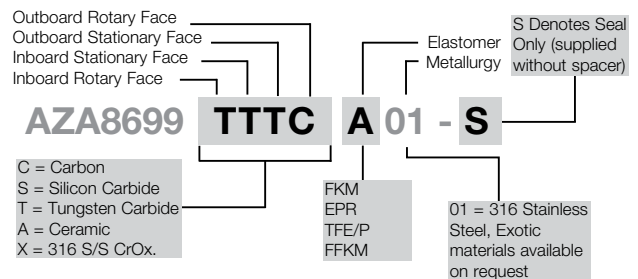 Outboard Rotary Face
Outboard Stationary Face
Inboard Stationary Face
Inboard Rotary Face
Elastomer
Metallurgy
S Denotes Seal
Only (supplied
without spacer)
AZA8699 TTTC A 01 - S
C = Carbon
S = Silicon Carbide
T = Tungsten Carbide
A = Ceramic
X = 316 S/S CrOx.
FKM
EPR
TFE/P
FFKM
01 = 316 Stainless
Steel, Exotic
materials available
on request